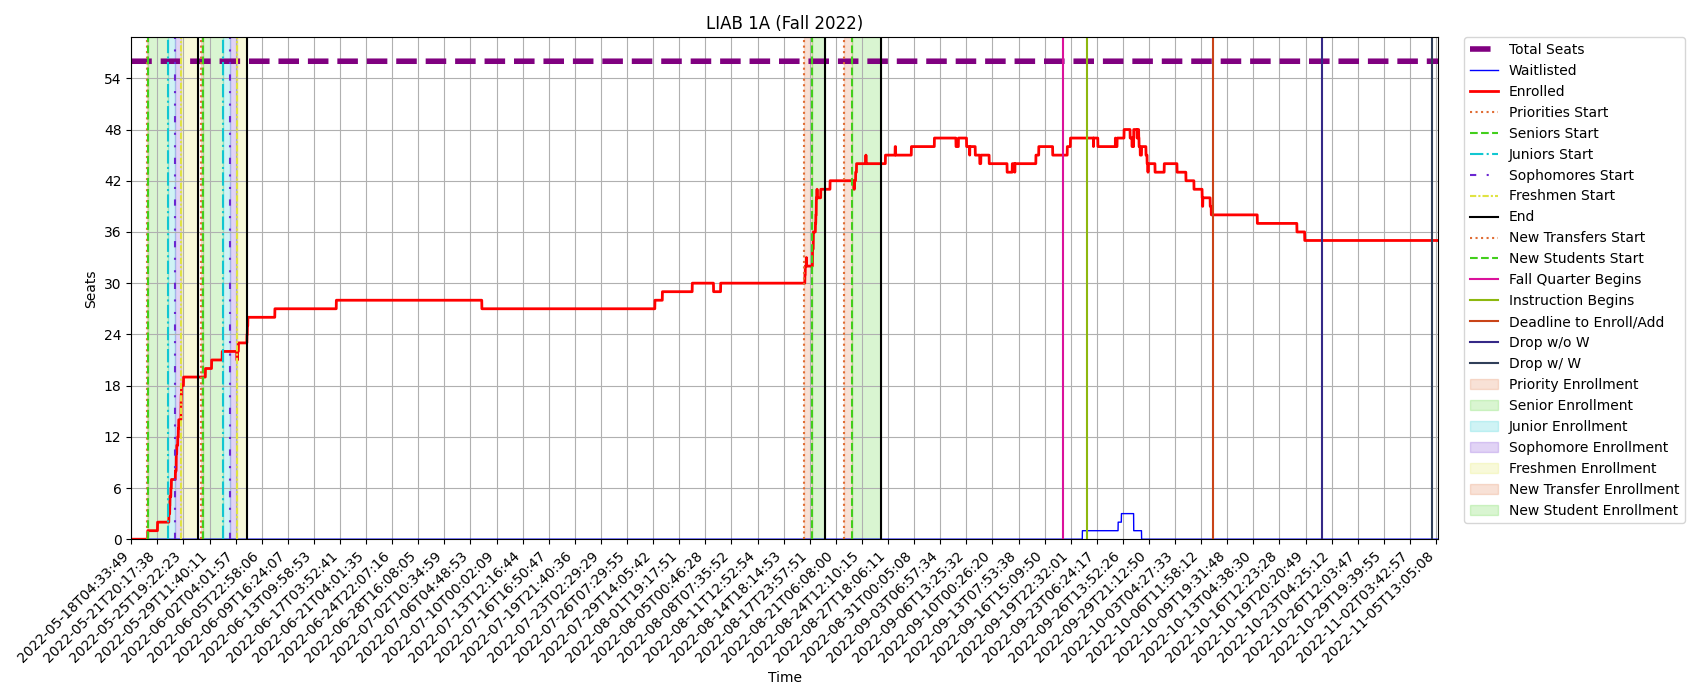 LIAB 1A (Fall 2022)
Seats
54
48
42
36
30
24
18
12
6
0
2022-05-18T04:33:49
2022-05-21T20:17:38
2022-05-25T19:22:23
2022-05-29T11:40:11
2022-06-02T04:01:57
2022-06-05T22:58:06
2022-06-09T16:24:07
2022-06-13T09:58:53
2022-06-17T03:52:41
2022-06-21T04:01:35
2022-06-24T22:07:16
2022-06-28T16:08:05
2022-07-02T10:34:59
2022-07-06T04:48:53
2022-07-10T00:02:09
2022-07-13T12:16:44
2022-07-16T16:50:47
2022-07-19T21:40:36
2022-07-23T02:29:29
2022-07-26T07:29:55
2022-07-29T14:05:42
2022-08-01T19:17:51
2022-08-05T00:46:28
2022-08-08T07:35:52
2022-08-11T12:52:54
2022-08-14T18:14:53
2022-08-17T23:57:51
2022-08-21T06:08:00
2022-08-24T12:10:15
2022-08-27T18:06:11
2022-08-31T00:05:08
2022-09-03T06:57:34
2022-09-06T13:25:32
2022-09-10T00:26:20
2022-09-13T07:53:38
2022-09-16T15:09:50
2022-09-19T22:32:01
2022-09-23T06:24:17
2022-09-26T13:52:26
2022-09-29T21:12:50
2022-10-03T04:27:33
2022-10-06T11:58:12
2022-10-09T19:31:48
2022-10-13T04:38:30
2022-10-16T12:23:28
2022-10-19T20:20:49
2022-10-23T04:25:12
2022-10-26T12:03:47
2022-10-29T19:39:55
2022-11-02T03:42:57
2022-11-05T13:05:08
Time
Total Seats
Waitlisted
Enrolled
Priorities Start
Seniors Start
Juniors Start
Sophomores Start
Freshmen Start
End
New Transfers Start
New Students Start
Fall Quarter Begins
Instruction Begins
Deadline to Enroll/Add
Drop w/o W
Drop w/ W
Priority Enrollment
Senior Enrollment
Junior Enrollment
Sophomore Enrollment
Freshmen Enrollment
New Transfer Enrollment
New Student Enrollment